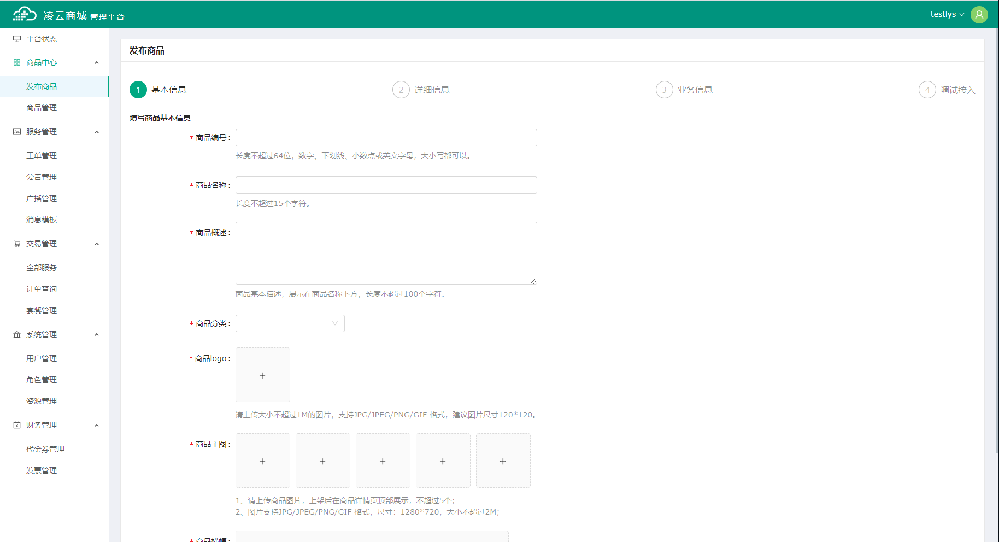 凌云商城 管理平台
testlys
平台状态
商品中心
发布商品
商品管理
服务管理
工单管理
公告管理
广播管理
消息模板
交易管理
全部服务
订单查询
套餐管理
系统管理
用户管理
角色管理
资源管理
财务管理
代金券管理
发票管理
发布商品
1 基本信息
2 详细信息
3 业务信息
4 调试接入
填写商品基本信息
* 商品编号：
长度不超过64位，数字、下划线、小数点或英文字母，大小写都可以。
* 商品名称：
长度不超过15个字符。
* 商品概述：
商品基本描述，展示在商品名称下方，长度不超过100个字符。
* 商品分类：
* 商品logo：
请上传大小不超过1M的图片，支持JPG/JPEG/PNG/GIF 格式，建议图片尺寸120*120。
* 商品主图：
1、请上传商品图片，上架后在商品详情页顶部展示，不超过5个；
2、图片支持JPG/JPEG/PNG/GIF 格式，尺寸：1280*720，大小不超过2M；
* 商品横幅：